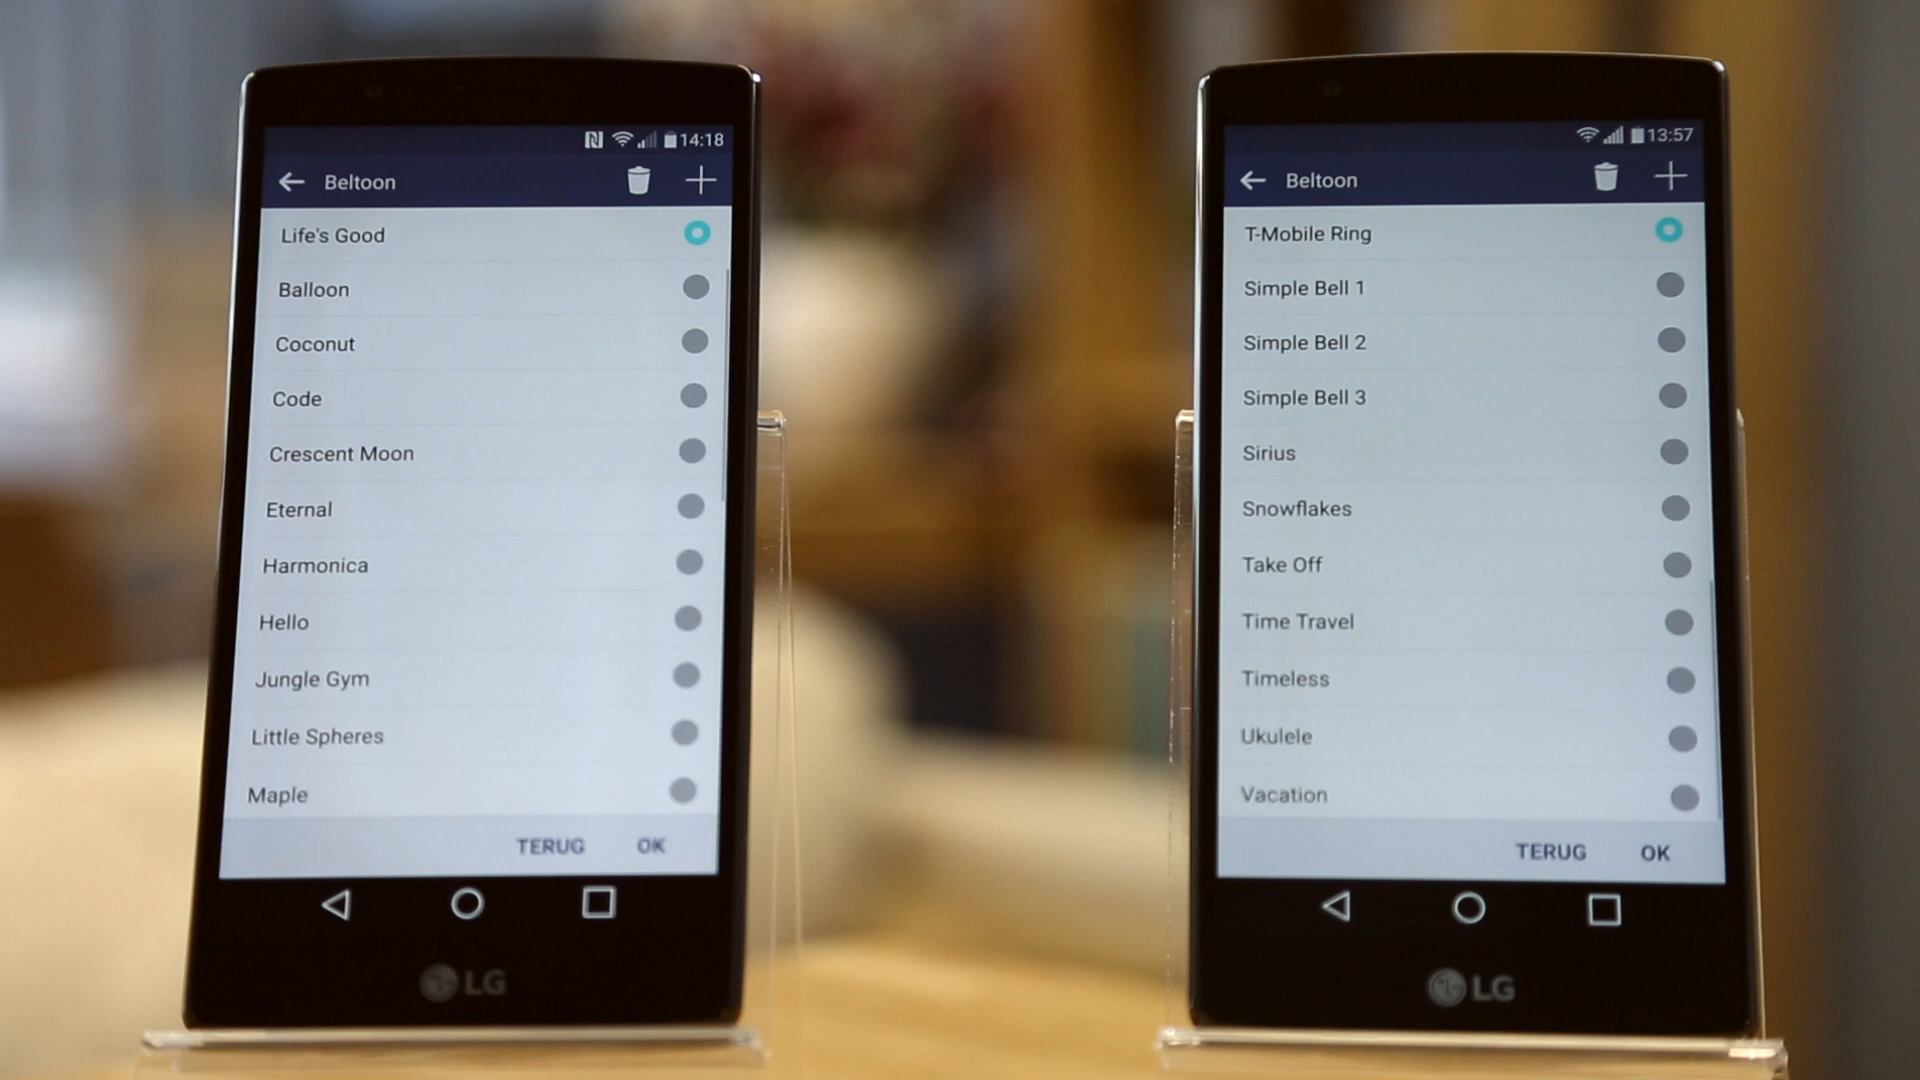 14:18
Beltoon
Life's Good
Balloon
Coconut
Code
Crescent Moon
Eternal
Harmonica
Hello
Jungle Gym
Little Spheres
Maple
TERUG OK
LG
13:57
Beltoon
T-Mobile Ring
Simple Bell 1
Simple Bell 2
Simple Bell 3
Sirius
Snowflakes
Take Off
Time Travel
Timeless
Ukulele
Vacation
TERUG OK
LG